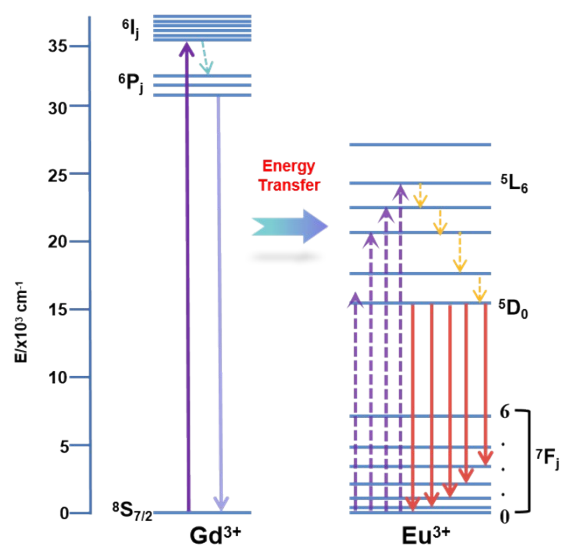 ⁶Iⱼ
35
⁶Pⱼ
30
Energy
Transfer
25
⁵L₆
20
15
⁵D₀
E/x10³ cm⁻¹
10
6
.
5
.
⁷Fⱼ
.
0
⁸S₇/₂
0
Gd³⁺
Eu³⁺